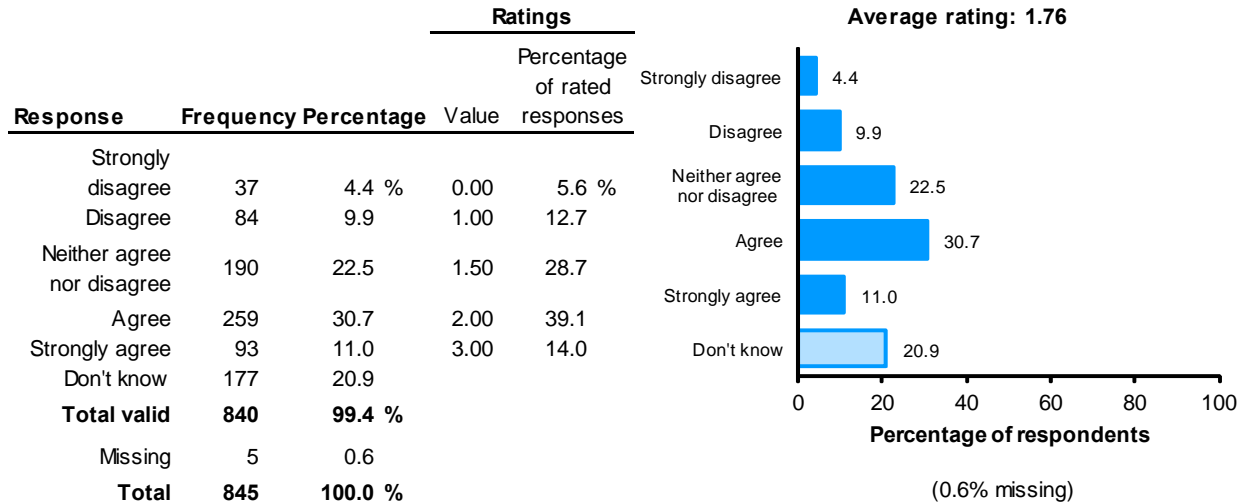 Ratings
Response Frequency Percentage Value Percentage of rated responses
Strongly disagree 37 4.4 % 0.00 5.6 %
Disagree 84 9.9 1.00 12.7
Neither agree nor disagree 190 22.5 1.50 28.7
Agree 259 30.7 2.00 39.1
Strongly agree 93 11.0 3.00 14.0
Don't know 177 20.9
Total valid 840 99.4 %
Missing 5 0.6
Total 845 100.0 %
Average rating: 1.76
Strongly disagree 4.4
Disagree 9.9
Neither agree
nor disagree 22.5
Agree 30.7
Strongly agree 11.0
Don't know 20.9
0 20 40 60 80 100
Percentage of respondents
(0.6% missing)